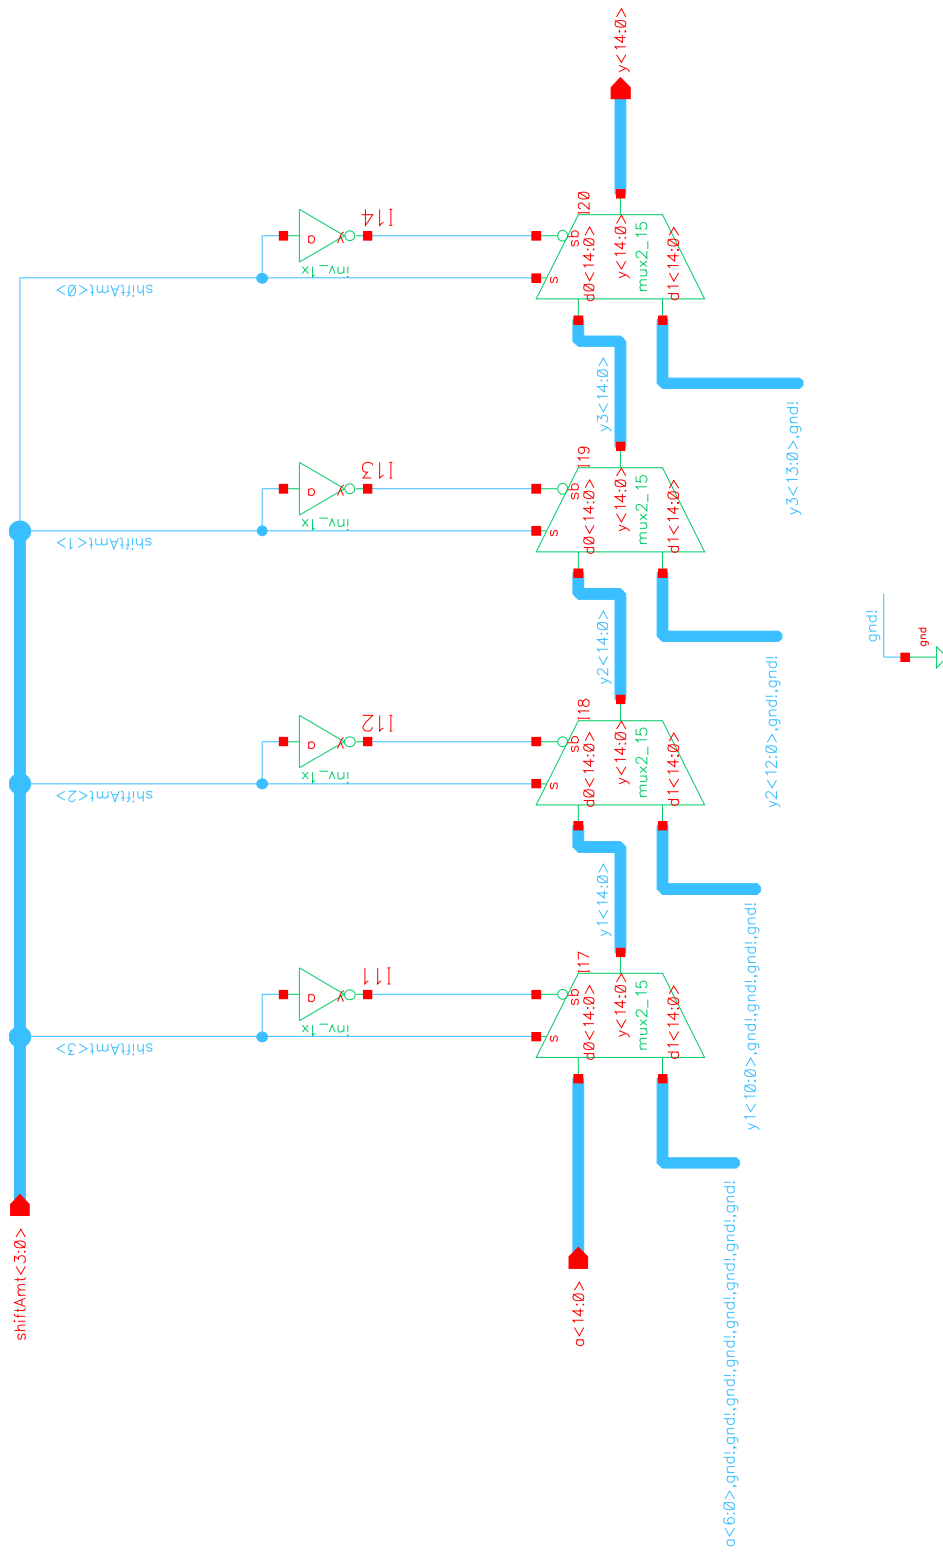 y<14:0>
I14
a
y
inv_1x
shiftAmt<0>
I20
sb
s
d0<14:0>
y<14:0>
mux2_15
d1<14:0>
y3<14:0>
y3<13:0>,gnd!
I13
a
y
inv_1x
shiftAmt<1>
I19
sb
s
d0<14:0>
y<14:0>
mux2_15
d1<14:0>
y2<14:0>
y2<12:0>,gnd!,gnd!
gnd!
gnd
I12
a
y
inv_1x
shiftAmt<2>
I18
sb
s
d0<14:0>
y<14:0>
mux2_15
d1<14:0>
y1<14:0>
y1<10:0>,gnd!,gnd!,gnd!,gnd!
I11
a
y
inv_1x
shiftAmt<3>
I17
sb
s
d0<14:0>
y<14:0>
mux2_15
d1<14:0>
shiftAmt<3:0>
a<14:0>
a<6:0>,gnd!,gnd!,gnd!,gnd!,gnd!,gnd!,gnd!,gnd!